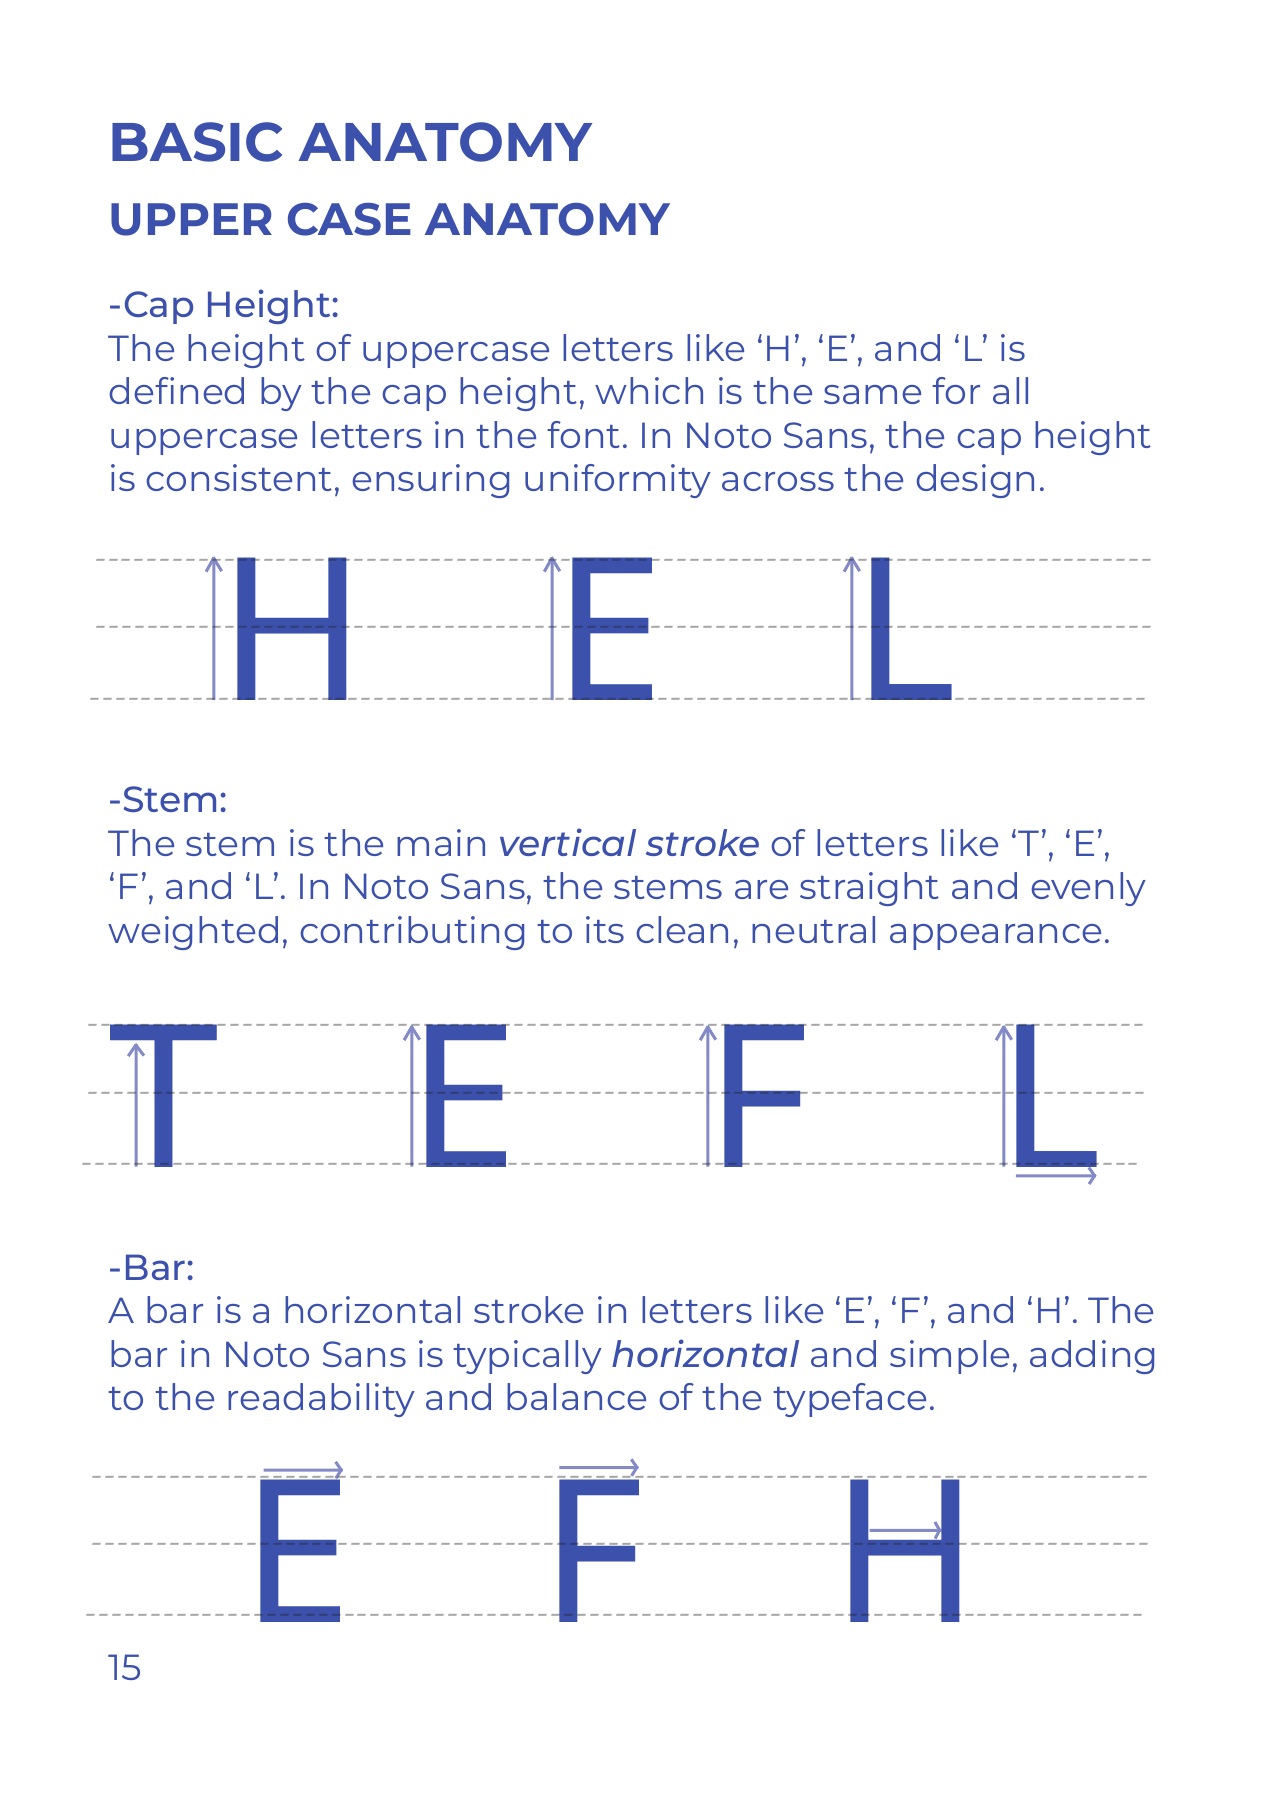 BASIC ANATOMY
UPPER CASE ANATOMY
-Cap Height:
The height of uppercase letters like ‘H’, ‘E’, and ‘L’ is
defined by the cap height, which is the same for all
uppercase letters in the font. In Noto Sans, the cap height
is consistent, ensuring uniformity across the design.
H E L
-Stem:
The stem is the main vertical stroke of letters like ‘T’, ‘E’,
‘F’, and ‘L’. In Noto Sans, the stems are straight and evenly
weighted, contributing to its clean, neutral appearance.
T E F L
-Bar:
A bar is a horizontal stroke in letters like ‘E’, ‘F’, and ‘H’. The
bar in Noto Sans is typically horizontal and simple, adding
to the readability and balance of the typeface.
E F H
15